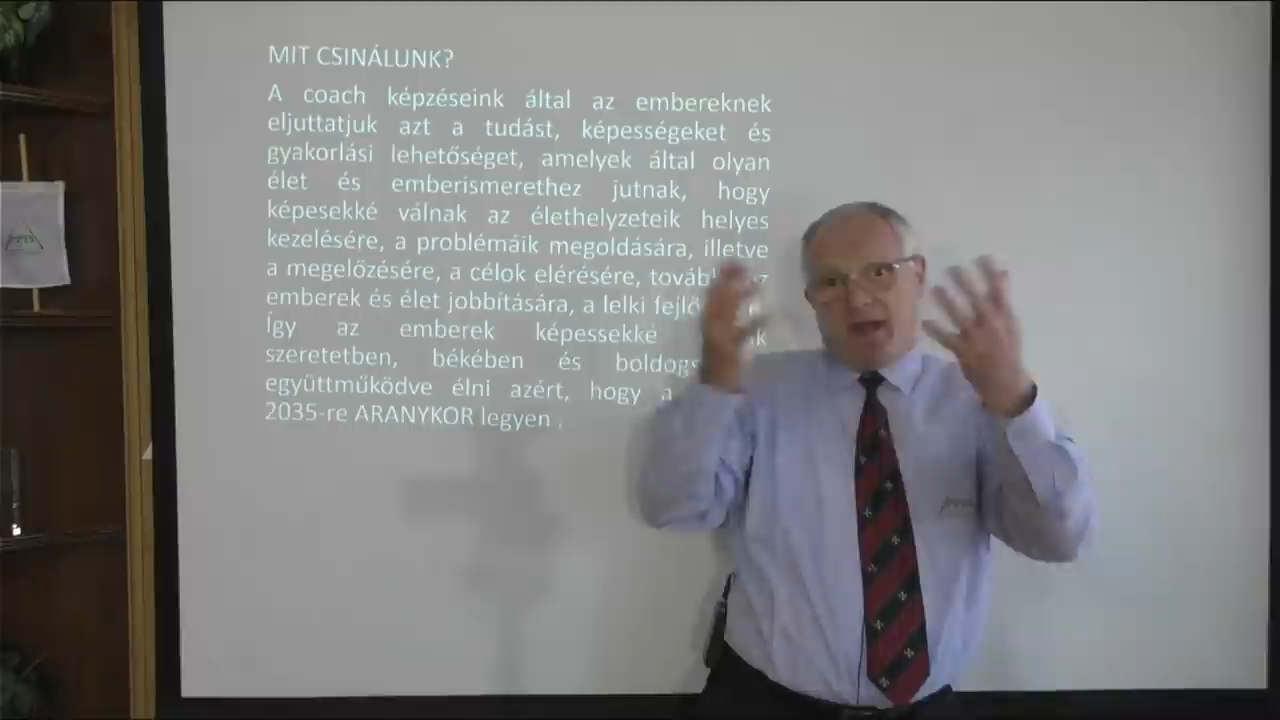 MIT CSINÁLUNK?
A coach képzéseink által az embereknek
eljuttatjuk azt a tudást, képességeket és
gyakorlási lehetőséget, amelyek által olyan
élet és emberismerethez jutnak, hogy
képesekké válnak az élethelyzeteik helyes
kezelésére, a problémáik megoldására, illetve
a megelőzésére, a célok elérésére,
emberek és élet jobbítására, a lelki
Így az emberek képessekké
szeretetben, békében és
együttműködve élni azért, hogy a
2035-re ARANYKOR legyen .